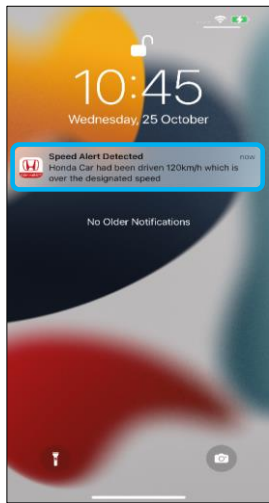 10:45
Wednesday, 25 October
Speed Alert Detected now
Honda Car had been driven 120km/h which is
over the designated speed
No Older Notifications